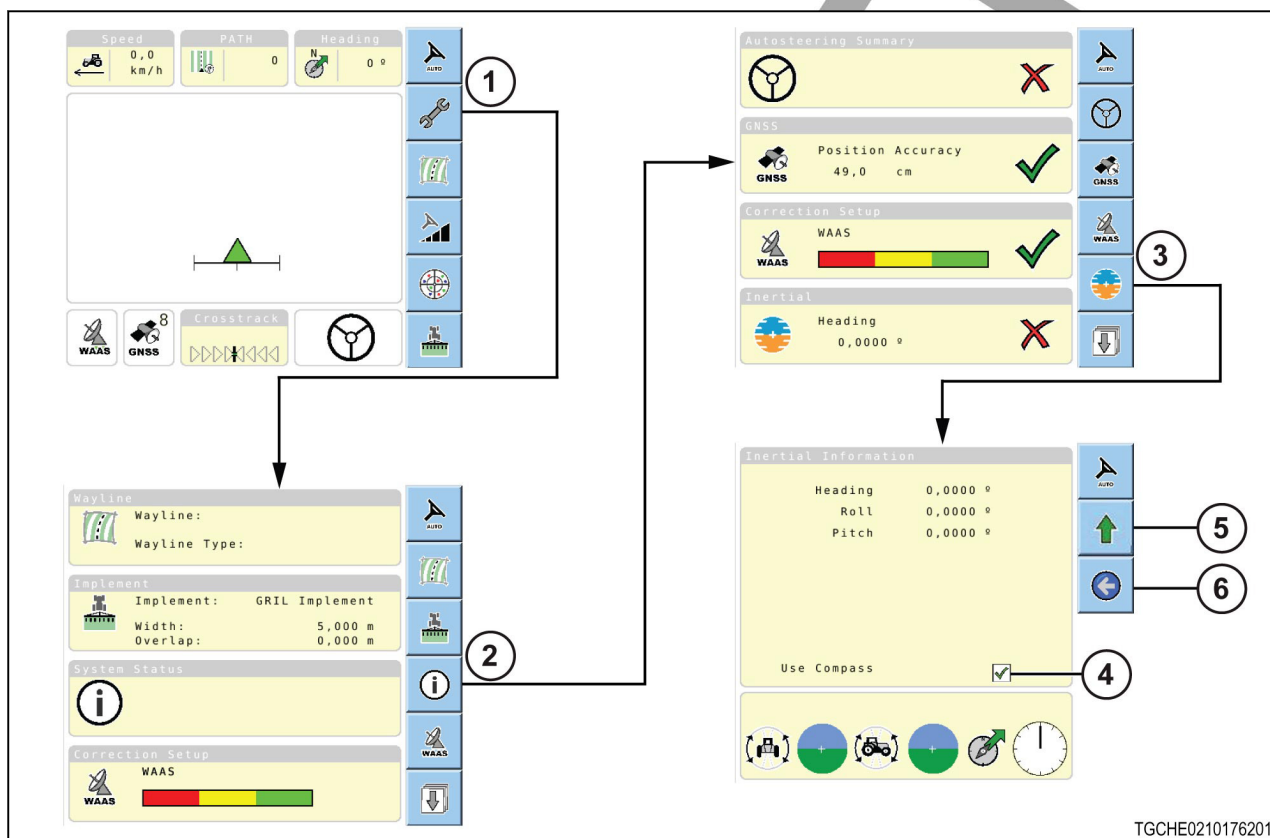 Speed
0,0
km/h
PATH
0
Heading
N
0 º
AUTO
1
8
WAAS
GNSS
Crosstrack
Wayline
Wayline:
Wayline Type:
AUTO
Implement
Implement: GRIL Implement
Width: 5,000 m
Overlap: 0,000 m
System Status
i
2
i
Correction Setup
WAAS
WAAS
WAAS
Autosteering Summary
AUTO
GNSS
Position Accuracy
49,0 cm
GNSS
GNSS
Correction Setup
WAAS
WAAS
WAAS
3
Inertial
Heading
0,0000 º
Inertial Information
Heading 0,0000 º
Roll 0,0000 º
Pitch 0,0000 º
AUTO
5
6
Use Compass
4
TGCHE0210176201